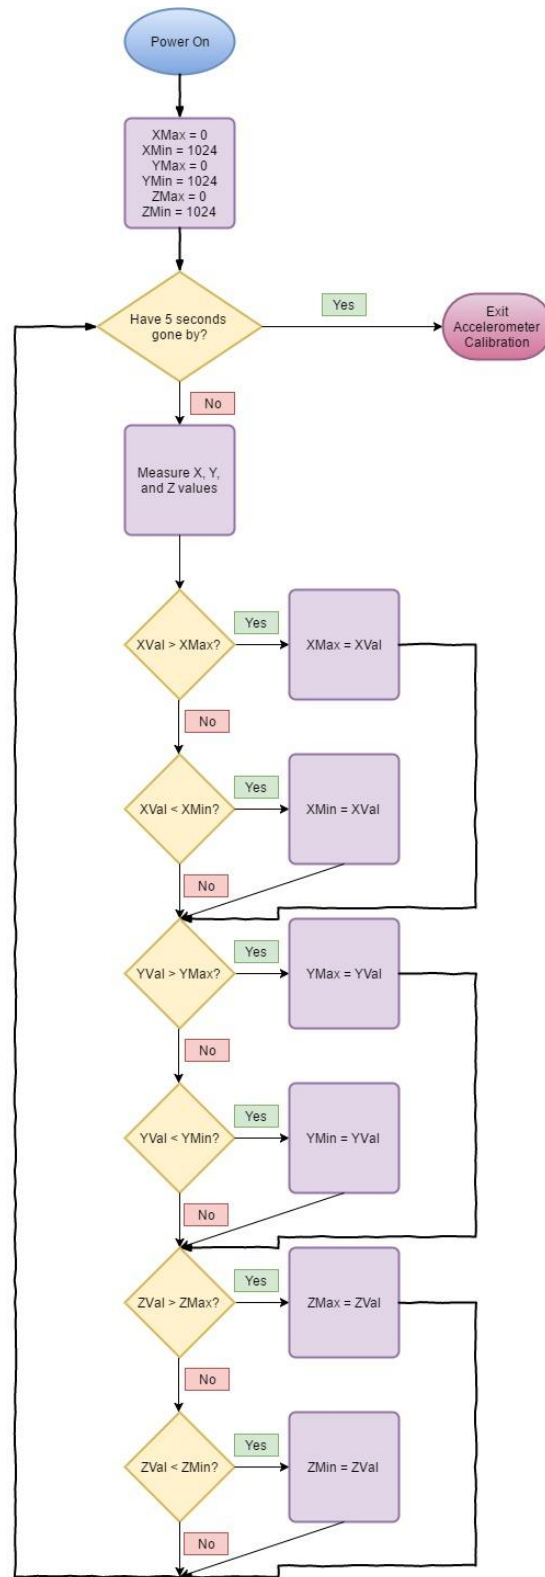 Power On
XMax = 0
XMin = 1024
YMax = 0
YMin = 1024
ZMax = 0
ZMin = 1024
Have 5 seconds
gone by?
Yes
Exit
Accelerometer
Calibration
No
Measure X, Y,
and Z values
XVal > XMax?
Yes
XMax = XVal
No
XVal < XMin?
Yes
XMin = XVal
No
YVal > YMax?
Yes
YMax = YVal
No
YVal < YMin?
Yes
YMin = YVal
No
ZVal > ZMax?
Yes
ZMax = ZVal
No
ZVal < ZMin?
Yes
ZMin = ZVal
No